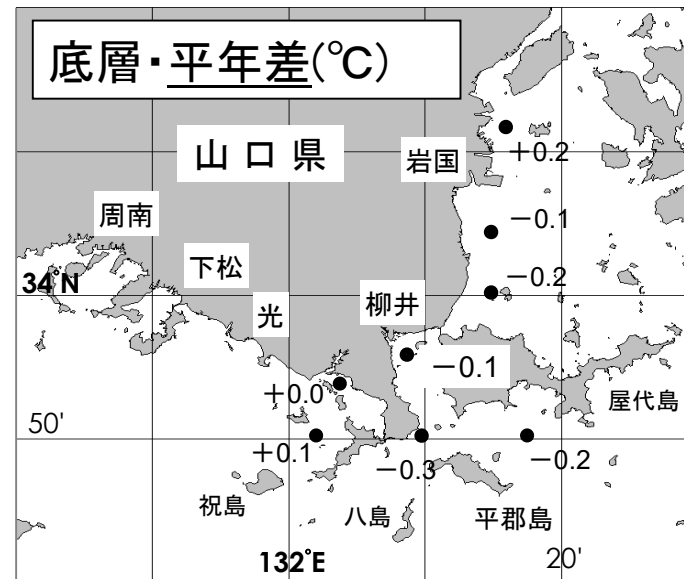 底層・平年差(℃)
山口県
岩国
+0.2
周南
-0.1
下松
34°N
-0.2
光
柳井
-0.1
+0.0
屋代島
50'
+0.1
-0.3
-0.2
祝島
八島
平郡島
132°E
20'